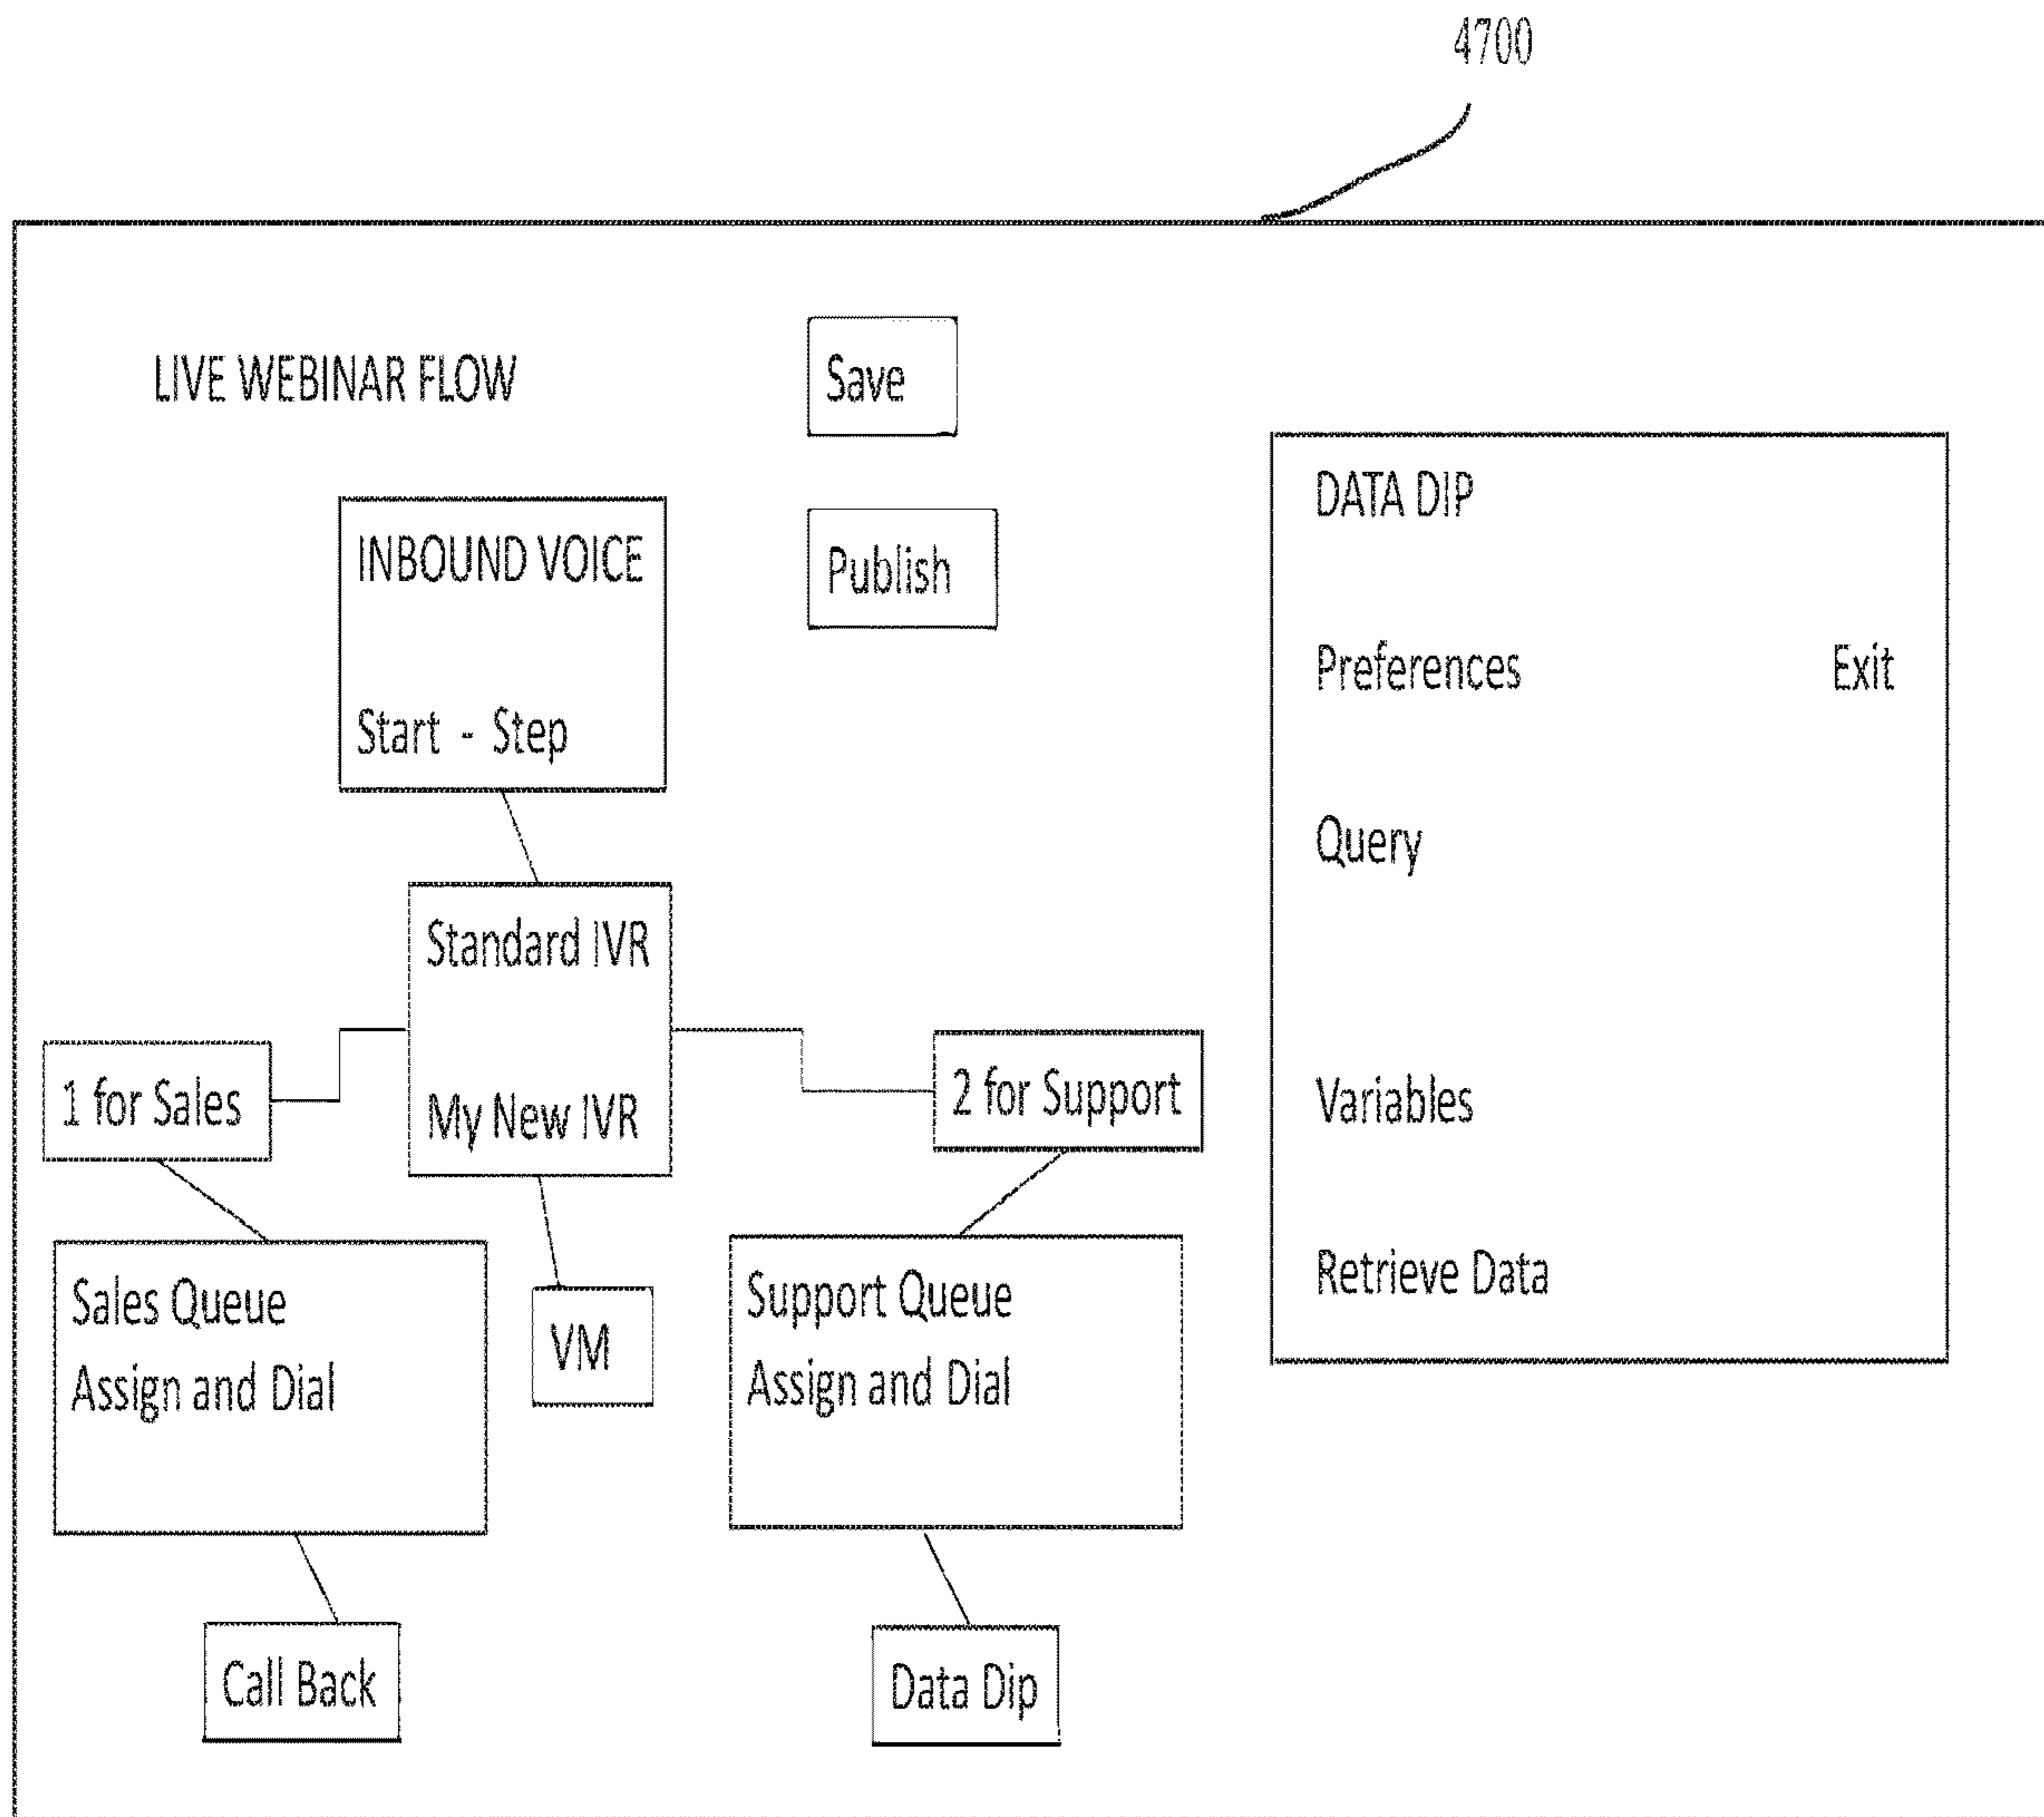 4700
LIVE WEBINAR FLOW
Save
Publish
INBOUND VOICE
Start - Step
Standard IVR
My New IVR
1 for Sales
2 for Support
Sales Queue
Assign and Dial
VM
Support Queue
Assign and Dial
Call Back
Data Dip
DATA DIP
Preferences Exit
Query
Variables
Retrieve Data